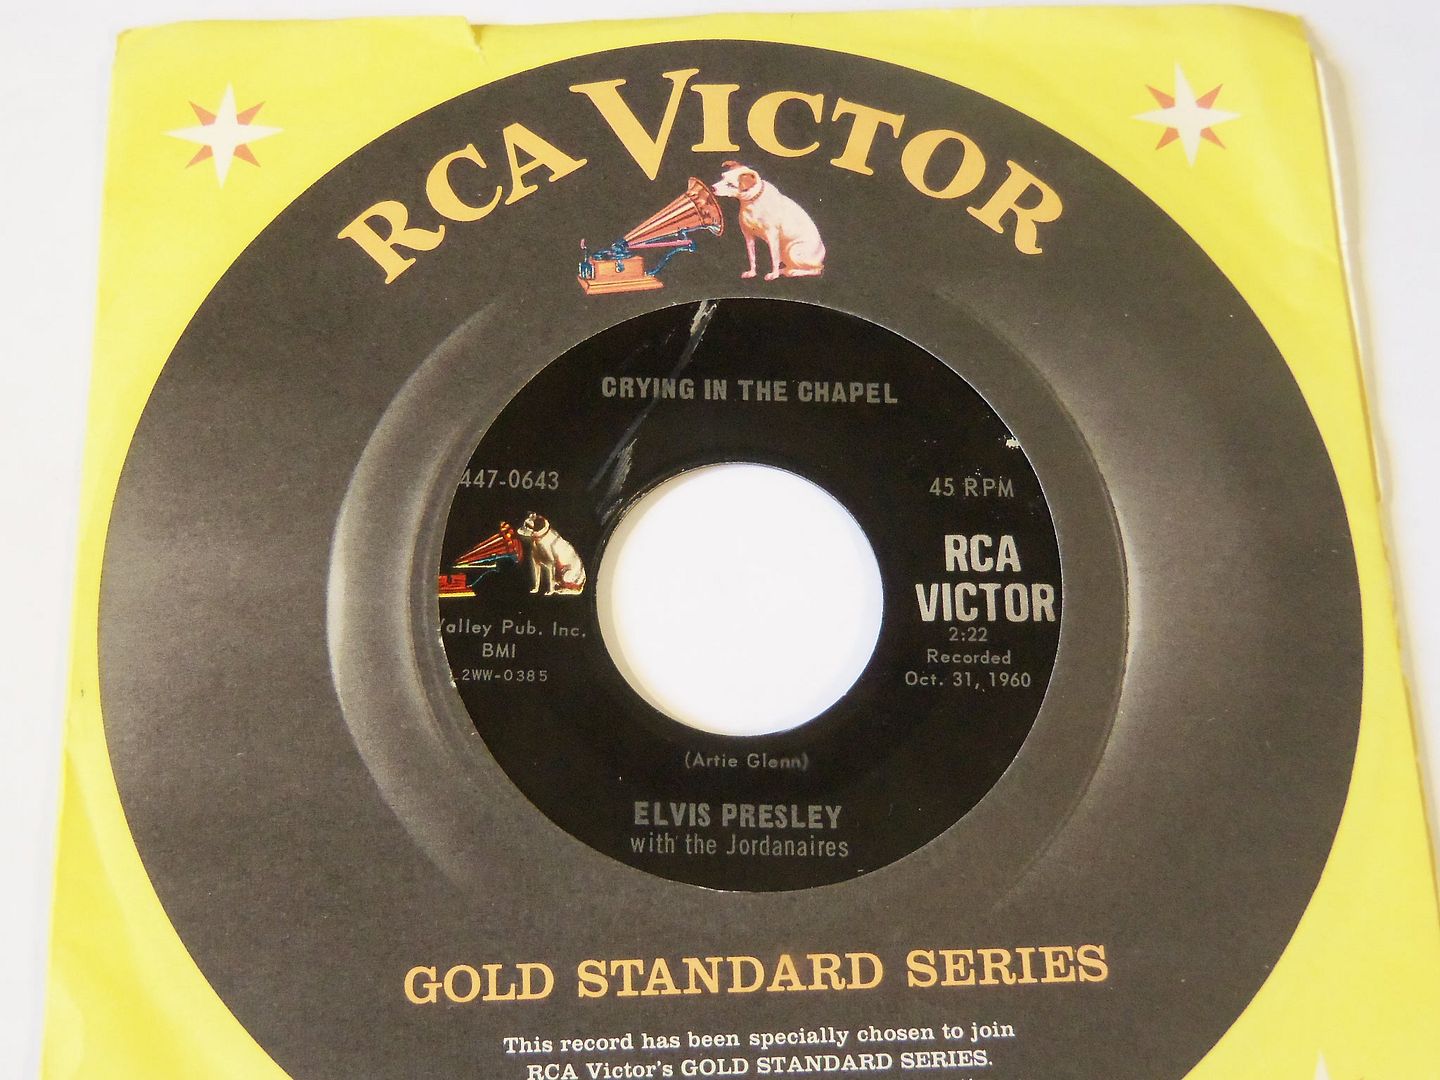 RCA VICTOR
CRYING IN THE CHAPEL
447-0643
45 RPM
RCA
VICTOR
Valley Pub. Inc.
BMI
2WW-0385
2:22
Recorded
Oct. 31, 1960
(Artie Glenn)
ELVIS PRESLEY
with the Jordanaires
GOLD STANDARD SERIES
This record has been specially chosen to join
RCA Victor's GOLD STANDARD SERIES.